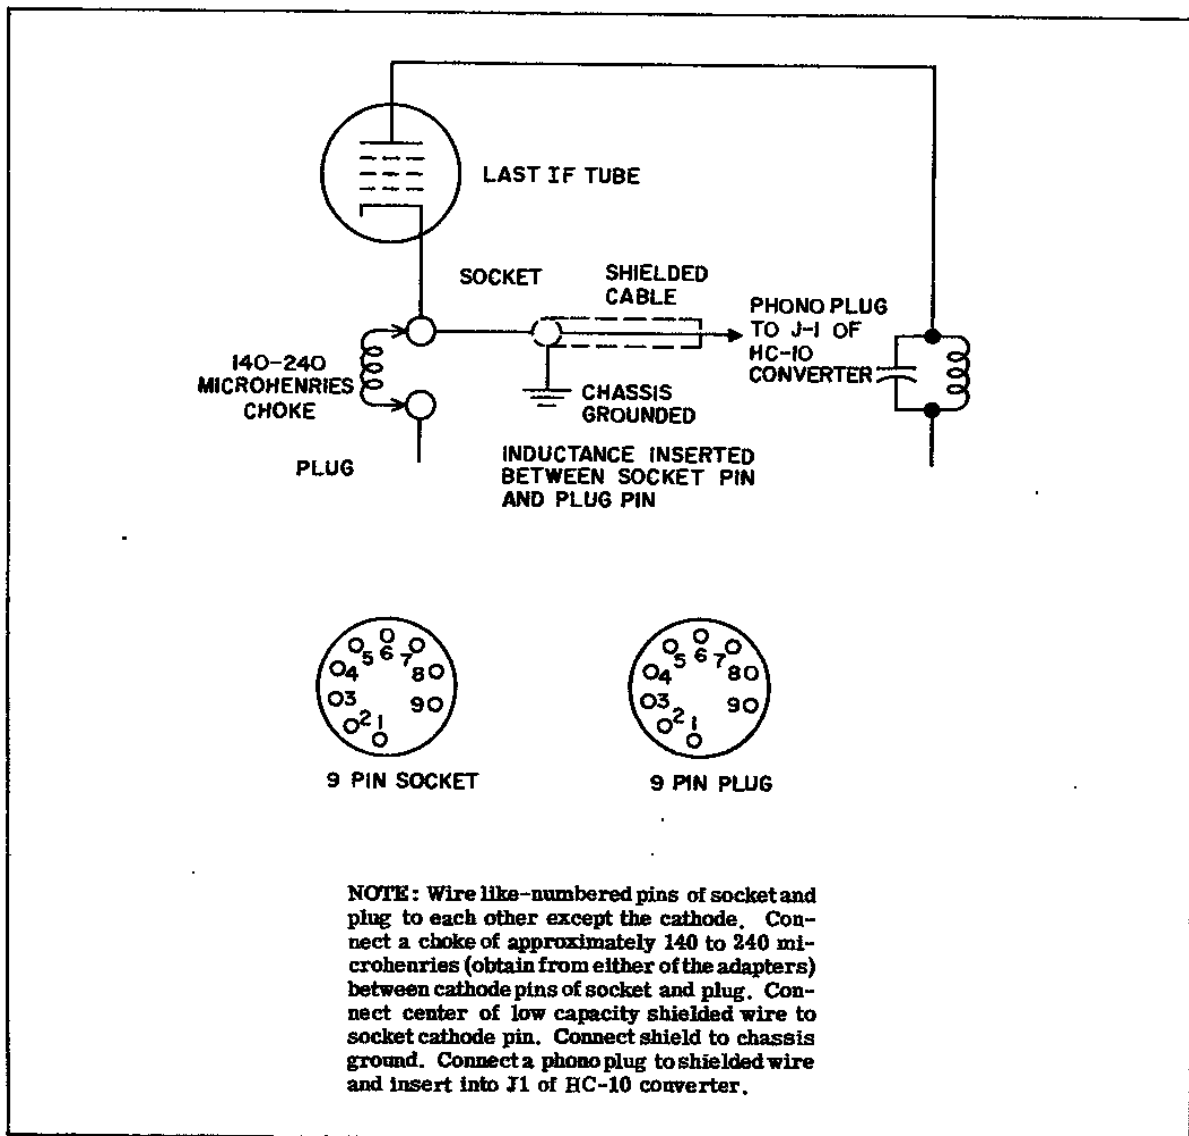 LAST IF TUBE
SOCKET
SHIELDED
CABLE
PHONO PLUG
TO J-1 OF
HC-10
CONVERTER
140-240
MICROHENRIES
CHOKE
CHASSIS
GROUNDED
PLUG
INDUCTANCE INSERTED
BETWEEN SOCKET PIN
AND PLUG PIN
1 2 3 4 5 6 7 8 9
9 PIN SOCKET
1 2 3 4 5 6 7 8 9
9 PIN PLUG
NOTE: Wire like-numbered pins of socket and
plug to each other except the cathode. Con-
nect a choke of approximately 140 to 240 mi-
crohenries (obtain from either of the adapters)
between cathode pins of socket and plug. Con-
nect center of low capacity shielded wire to
socket cathode pin. Connect shield to chassis
ground. Connect a phono plug to shielded wire
and insert into J1 of HC-10 converter.